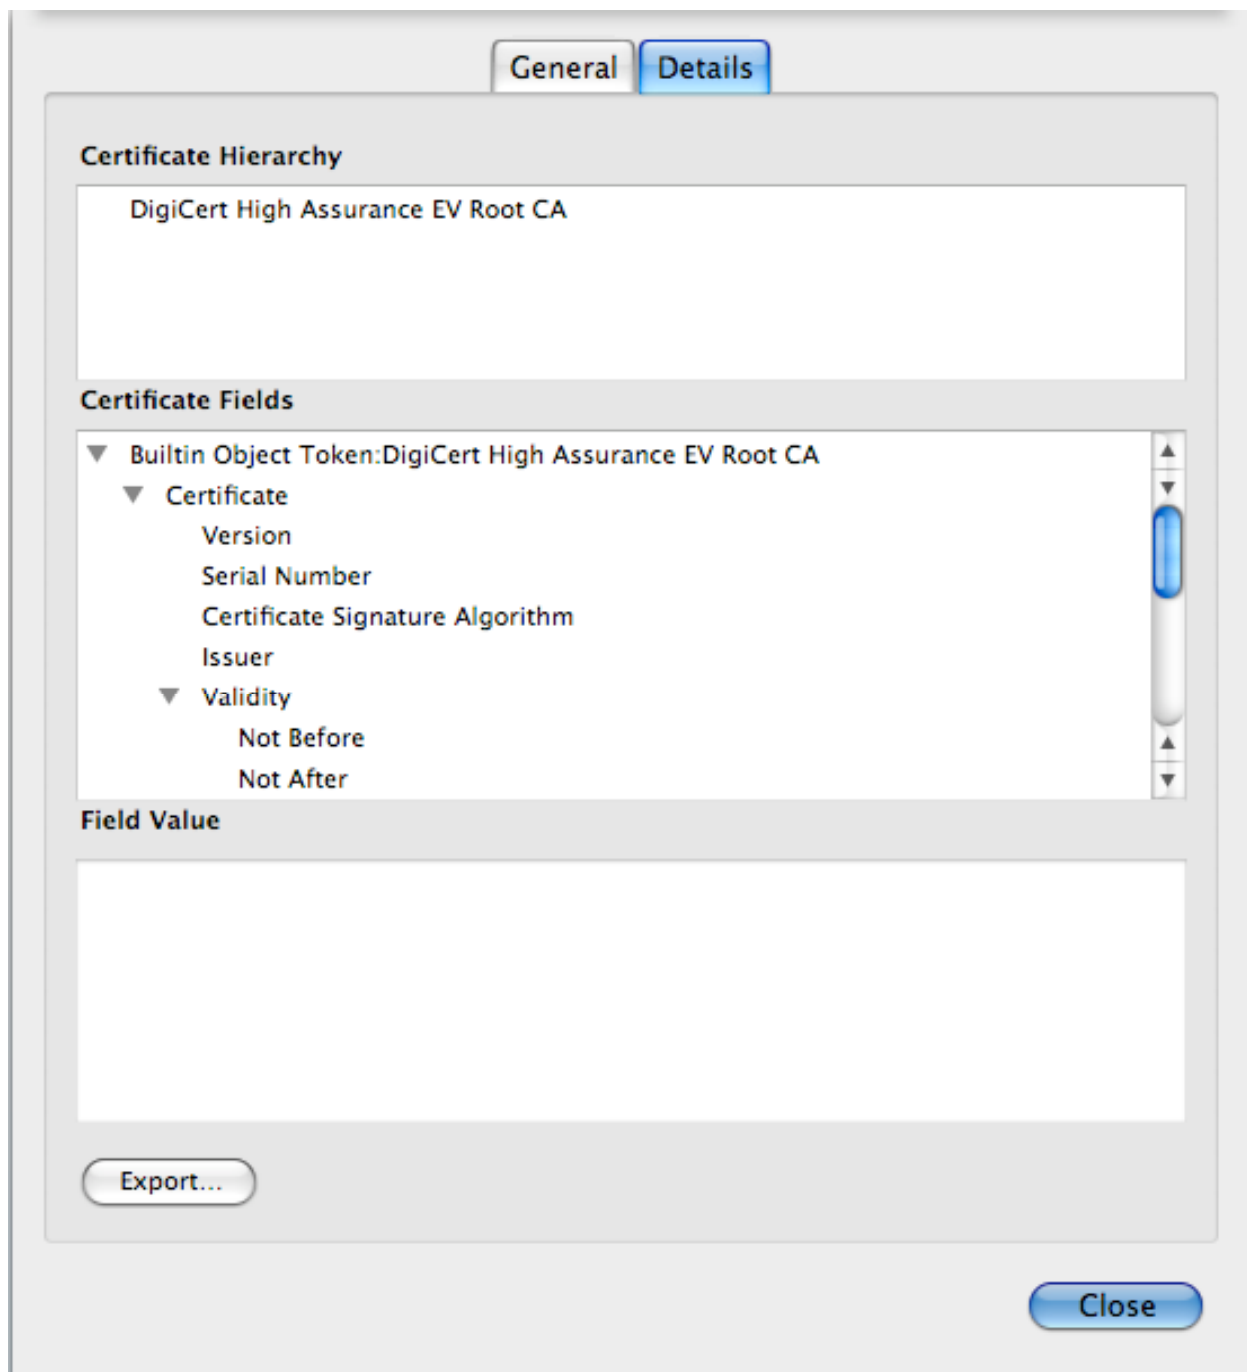 General Details
Certificate Hierarchy
DigiCert High Assurance EV Root CA
Certificate Fields
Builtin Object Token:DigiCert High Assurance EV Root CA
Certificate
Version
Serial Number
Certificate Signature Algorithm
Issuer
Validity
Not Before
Not After
Field Value
Export...
Close